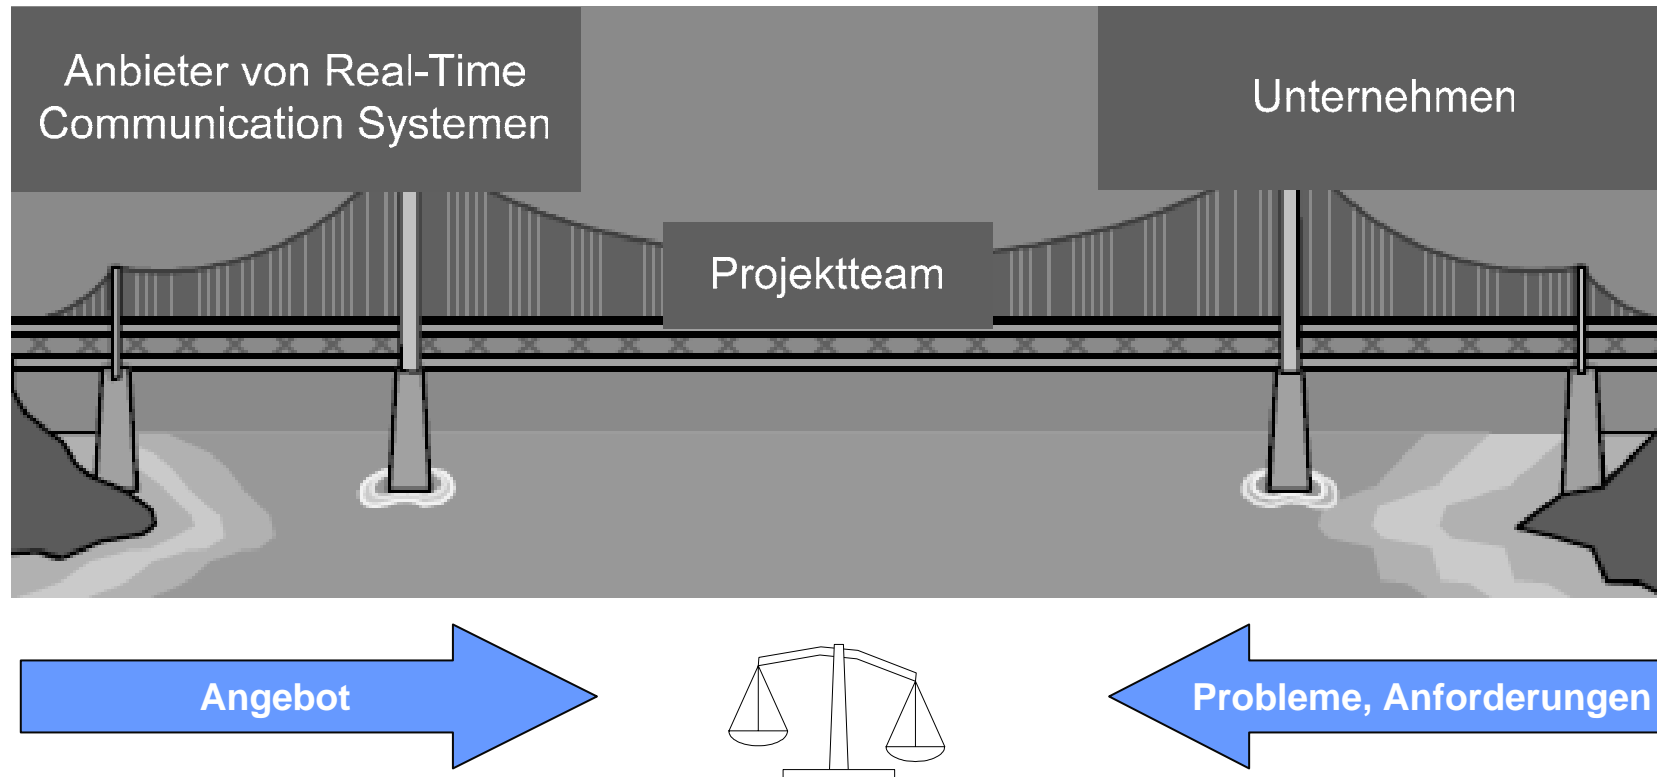 Anbieter von Real-Time
Communication Systemen
Unternehmen
Projektteam
Angebot
Probleme, Anforderungen